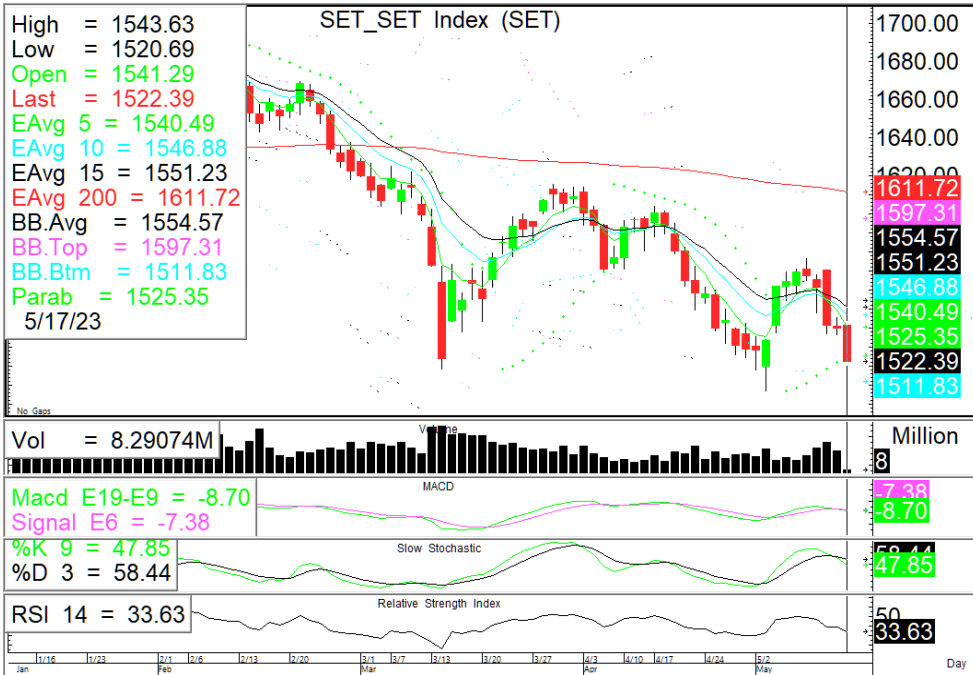 SET_SET Index (SET)
High = 1543.63
Low = 1520.69
Open = 1541.29
Last = 1522.39
EAvg 5 = 1540.49
EAvg 10 = 1546.88
EAvg 15 = 1551.23
EAvg 200 = 1611.72
BB.Avg = 1554.57
BB.Top = 1597.31
BB.Btm = 1511.83
Parab = 1525.35
5/17/23
1700.00
1680.00
1660.00
1640.00
1620.00
1611.72
1597.31
1554.57
1551.23
1546.88
1540.49
1525.35
1522.39
1511.83
No Gaps
Vol = 8.29074M
Volume
Million
8
Macd E19-E9 = -8.70
Signal E6 = -7.38
MACD
-7.38
-8.70
%K 9 = 47.85
%D 3 = 58.44
Slow Stochastic
58.44
47.85
RSI 14 = 33.63
Relative Strength Index
50
33.63
1/16 1/23 2/1 2/6 2/13 2/20 3/1 3/7 3/13 3/20 3/27 4/3 4/10 4/17 4/24 5/2
Jan Feb Mar Apr May Day